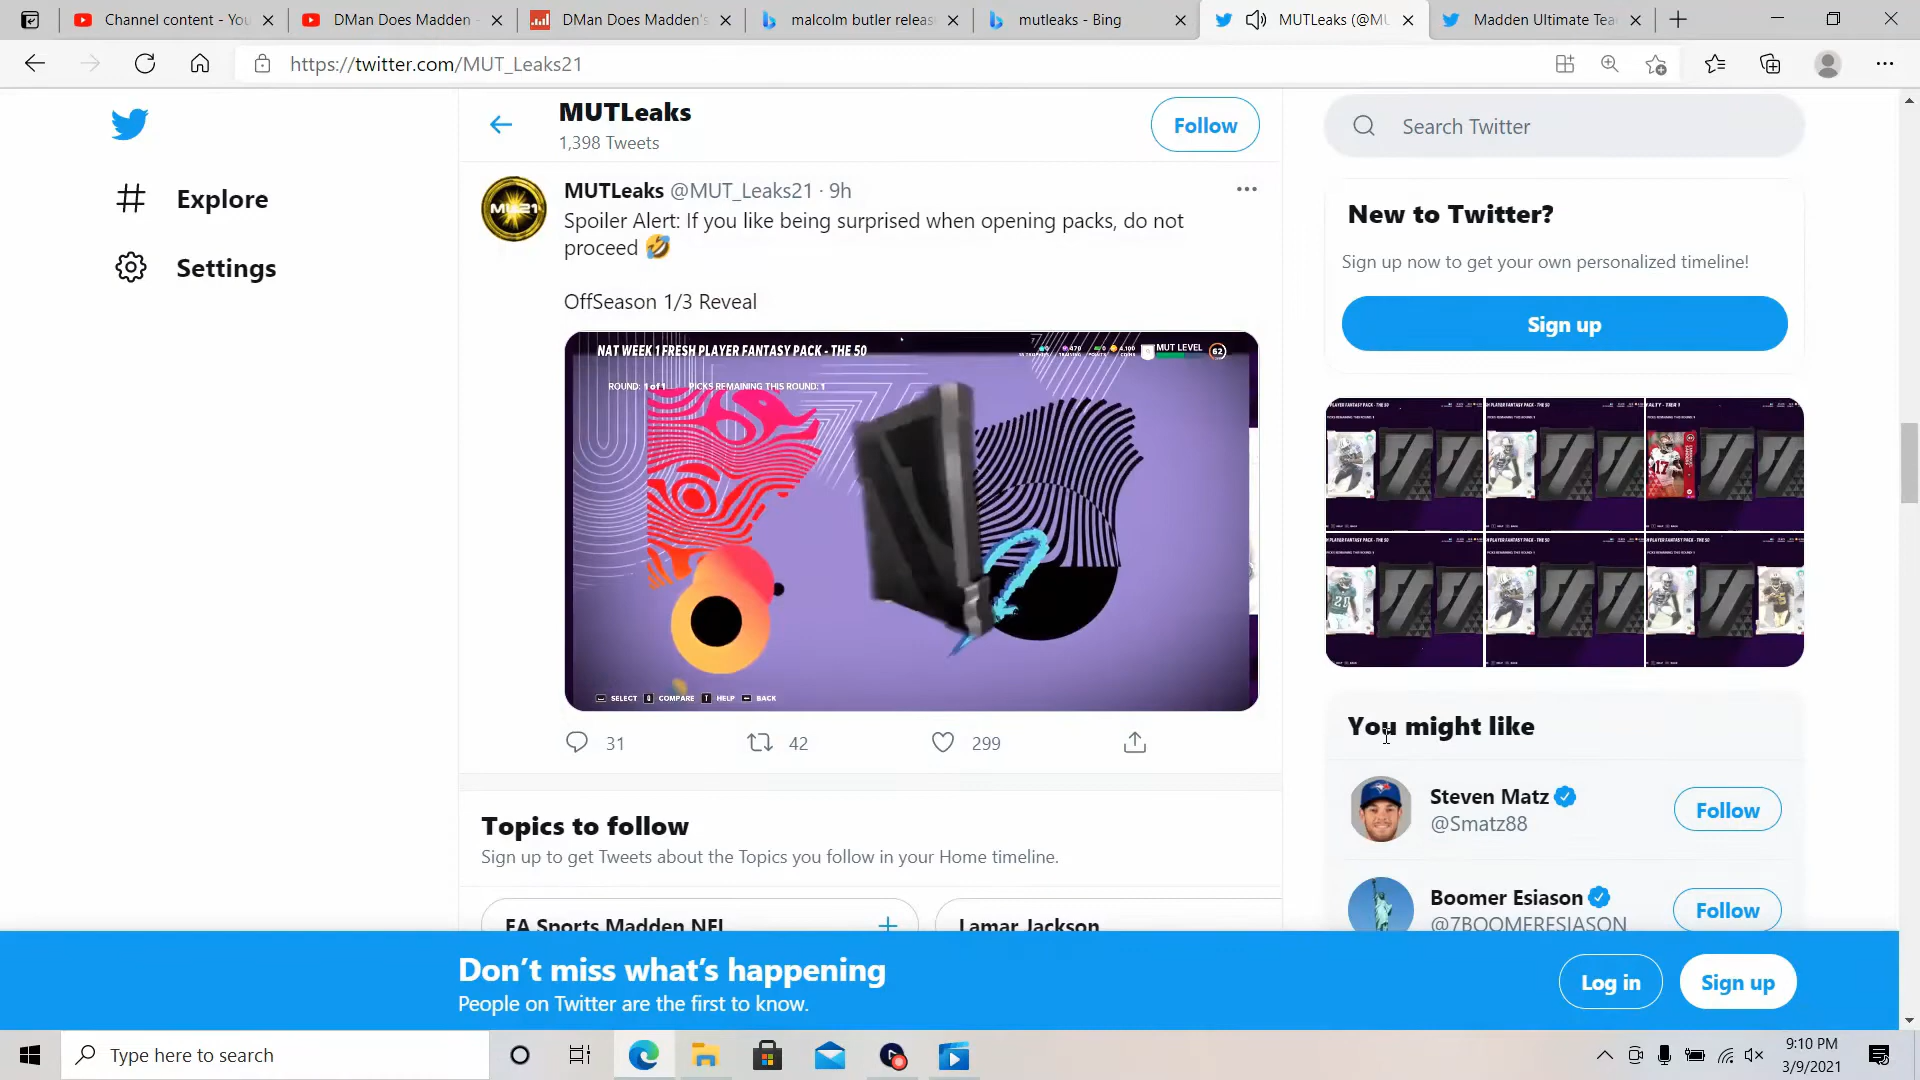 Channel content - You
DMan Does Madden -
DMan Does Madden's
malcolm butler releas
mutleaks - Bing
MUTLeaks (@MU
Madden Ultimate Tea
https://twitter.com/MUT_Leaks21
MUTLeaks
1,398 Tweets
Follow
Search Twitter
Explore
Settings
MUTLeaks @MUT_Leaks21 · 9h
Spoiler Alert: If you like being surprised when opening packs, do not
proceed 🤣
OffSeason 1/3 Reveal
NAT WEEK 1 FRESH PLAYER FANTASY PACK - THE 50
MUT LEVEL 62
ROUND: 1 of 1 PICKS REMAINING THIS ROUND: 1
SELECT COMPARE HELP BACK
31 42 299
New to Twitter?
Sign up now to get your own personalized timeline!
Sign up
You might like
Steven Matz
@Smatz88
Follow
Boomer Esiason
@7BOOMERESIASON
Follow
Topics to follow
Sign up to get Tweets about the Topics you follow in your Home timeline.
EA Sports Madden NFL
Lamar Jackson
Don't miss what's happening
People on Twitter are the first to know.
Log in
Sign up
Type here to search
9:10 PM
3/9/2021